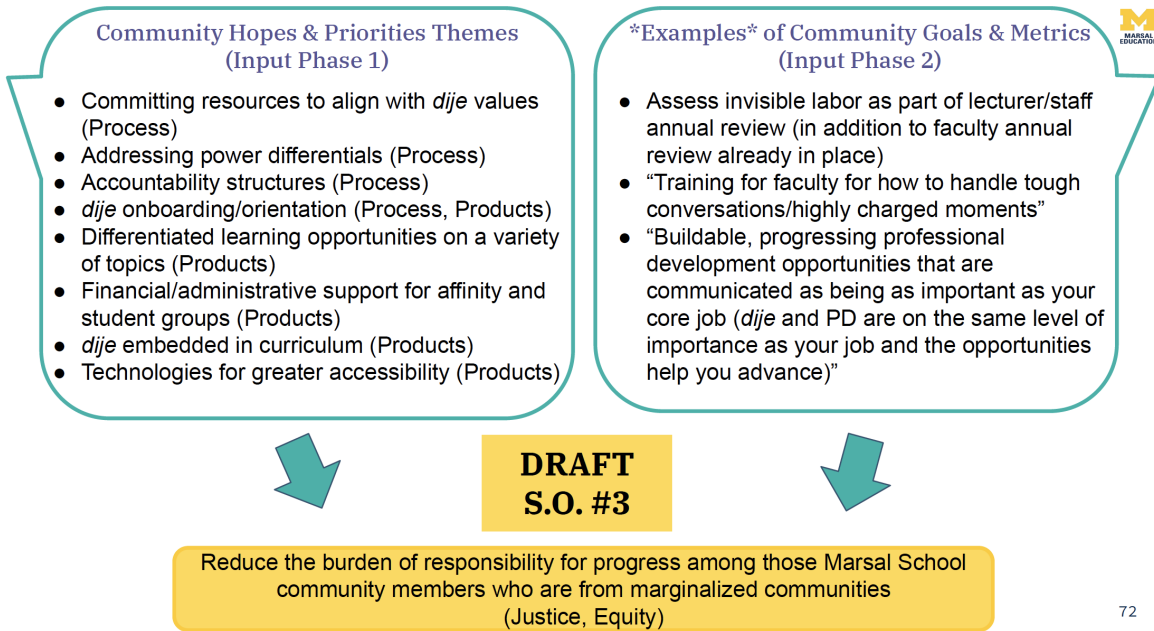 Community Hopes & Priorities Themes
(Input Phase 1)
● Committing resources to align with dije values
(Process)
● Addressing power differentials (Process)
● Accountability structures (Process)
● dije onboarding/orientation (Process, Products)
● Differentiated learning opportunities on a variety
of topics (Products)
● Financial/administrative support for affinity and
student groups (Products)
● dije embedded in curriculum (Products)
● Technologies for greater accessibility (Products)
*Examples* of Community Goals & Metrics
(Input Phase 2)
● Assess invisible labor as part of lecturer/staff
annual review (in addition to faculty annual
review already in place)
● “Training for faculty for how to handle tough
conversations/highly charged moments”
● “Buildable, progressing professional
development opportunities that are
communicated as being as important as your
core job (dije and PD are on the same level of
importance as your job and the opportunities
help you advance)”
M
MARSAL
EDUCATION
DRAFT
S.O. #3
Reduce the burden of responsibility for progress among those Marsal School
community members who are from marginalized communities
(Justice, Equity)
72